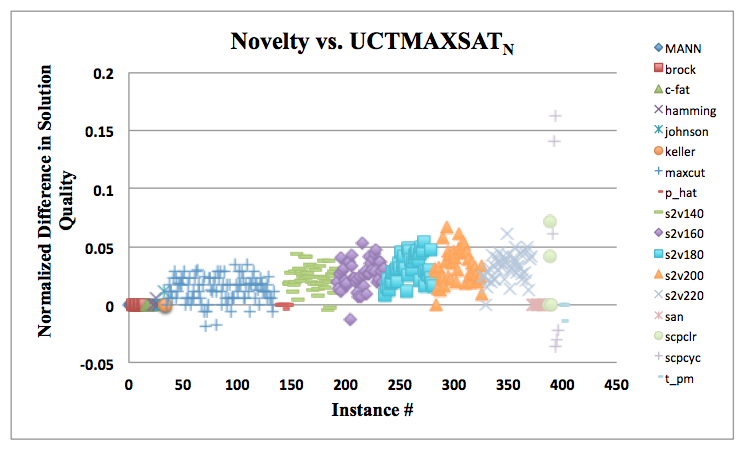 Novelty vs. UCTMAXSATN
Normalized Difference in Solution
Quality
0.2
0.15
0.1
0.05
0
-0.05
0 50 100 150 200 250 300 350 400 450
Instance #
MANN
brock
c-fat
hamming
johnson
keller
maxcut
p_hat
s2v140
s2v160
s2v180
s2v200
s2v220
san
scpclr
scpcyc
t_pm